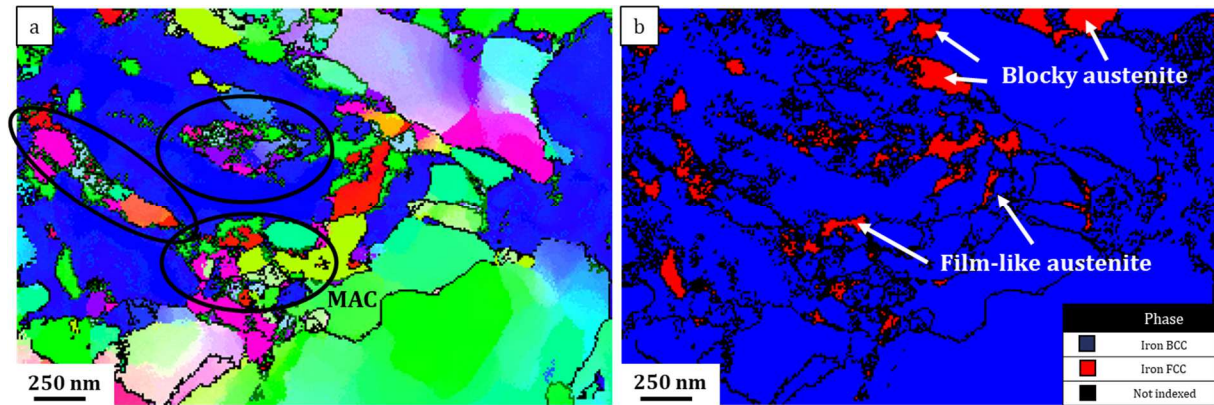 a
MAC
250 nm
b
Blocky austenite
Film-like austenite
250 nm
Phase
Iron BCC
Iron FCC
Not indexed